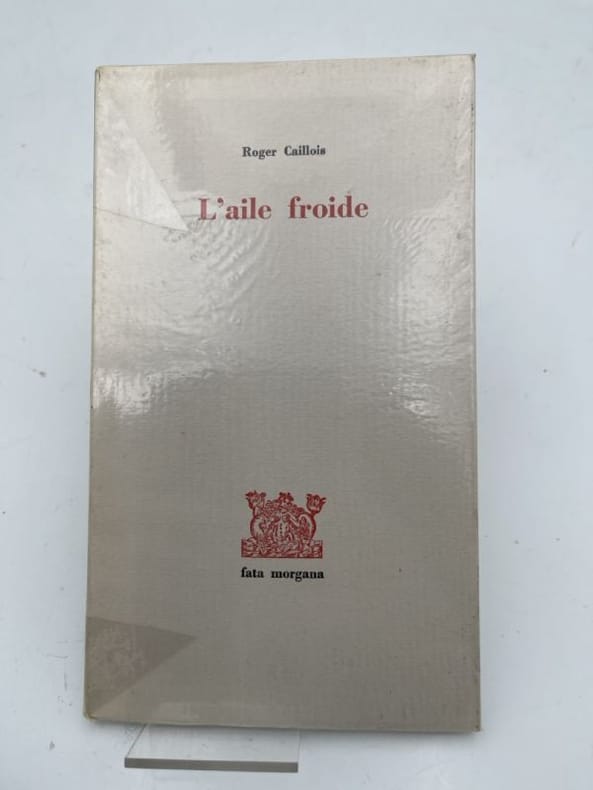 Roger Caillois
L'aile froide
fata morgana